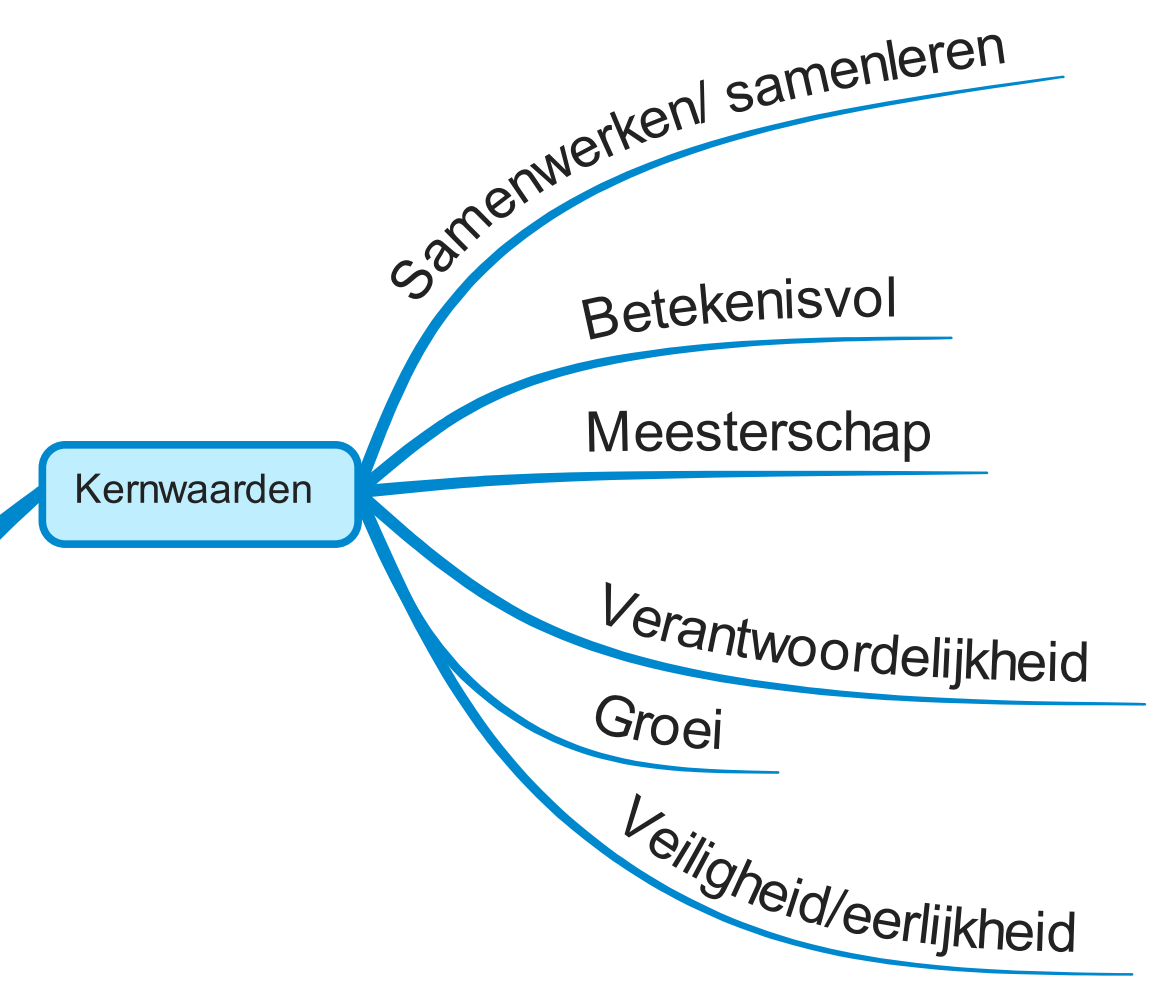 Samenwerken/ samenleren
Betekenisvol
Meesterschap
Kernwaarden
Verantwoordelijkheid
Groei
Veiligheid/eerlijkheid